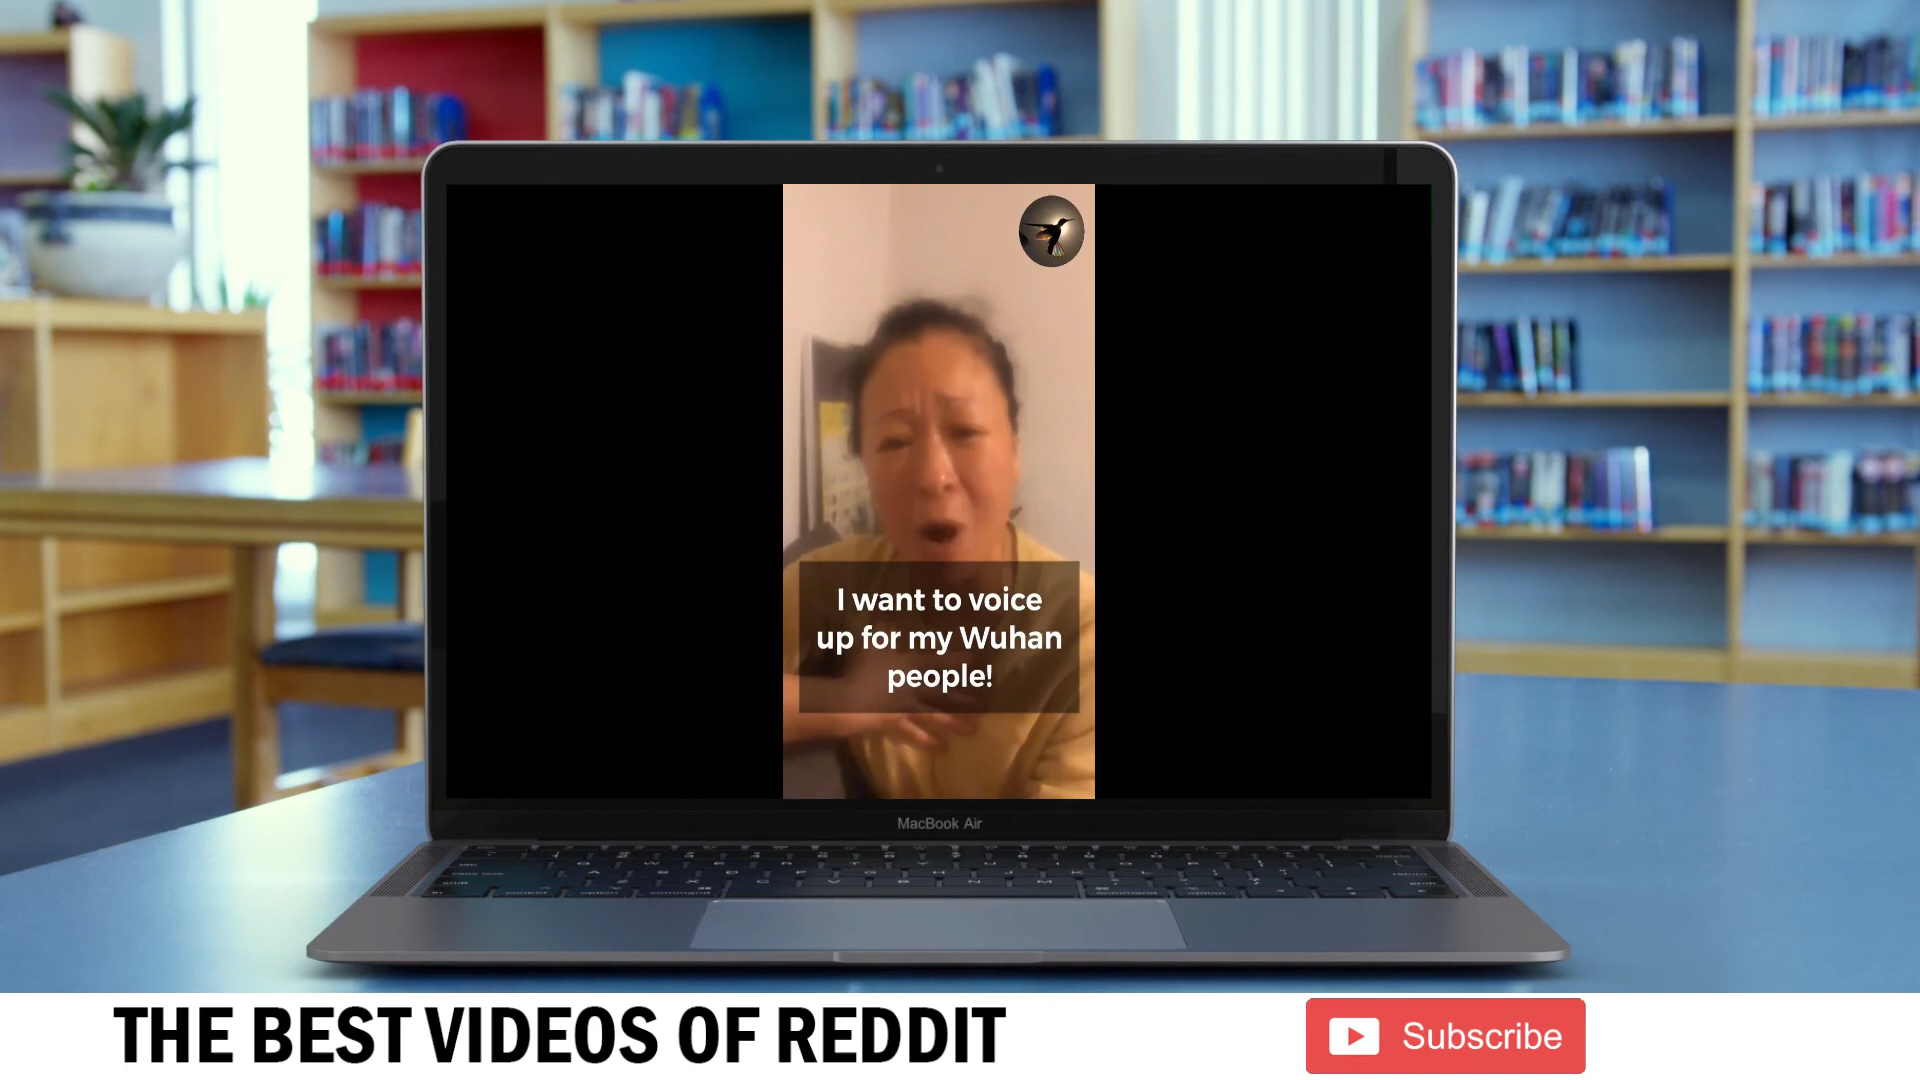 I want to voice
up for my Wuhan
people!
MacBook Air
THE BEST VIDEOS OF REDDIT
Subscribe